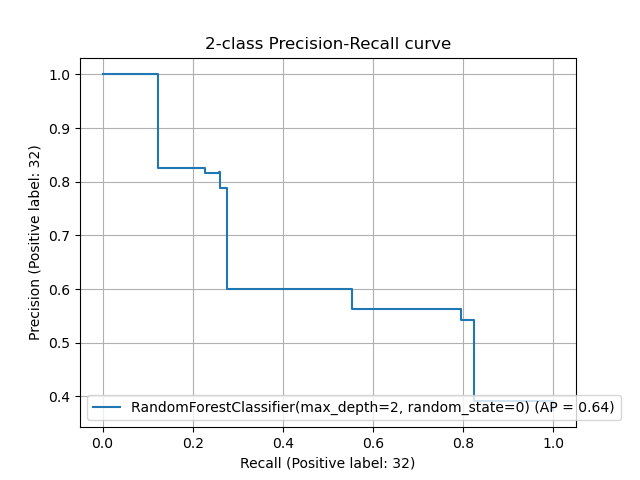 2-class Precision-Recall curve
1.0
0.9
0.8
0.7
0.6
0.5
0.4
Precision (Positive label: 32)
RandomForestClassifier(max_depth=2, random_state=0) (AP = 0.64)
0.0 0.2 0.4 0.6 0.8 1.0
Recall (Positive label: 32)